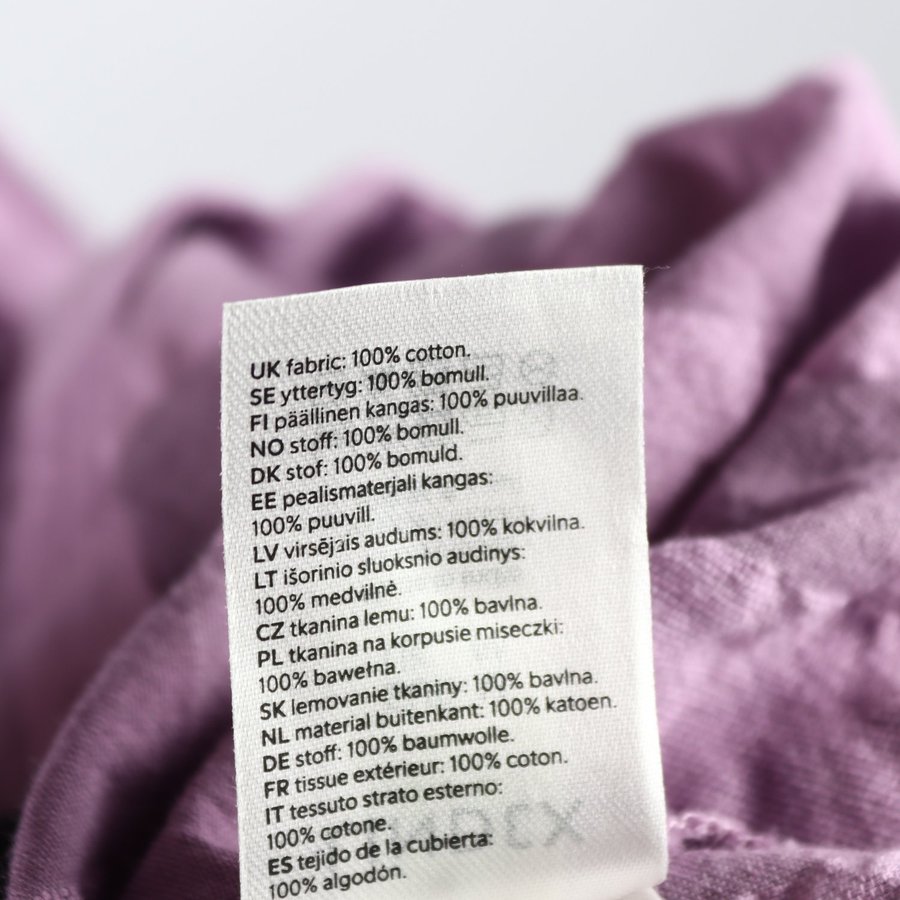 UK fabric: 100% cotton.
SE yttertyg: 100% bomull.
FI päällinen kangas: 100% puuvillaa.
NO stoff: 100% bomull.
DK stof: 100% bomuld.
EE pealismaterjali kangas:
100% puuvill.
LV virsējais audums: 100% kokvilna.
LT išorinio sluoksnio audinys:
100% medvilnė.
CZ tkanina lemu: 100% bavlna.
PL tkanina na korpusie miseczki:
100% bawełna.
SK lemovanie tkaniny: 100% bavlna.
NL material buitenkant: 100% katoen.
DE stoff: 100% baumwolle.
FR tissue extérieur: 100% coton.
IT tessuto strato esterno:
100% cotone.
ES tejido de la cubierta:
100% algodón.